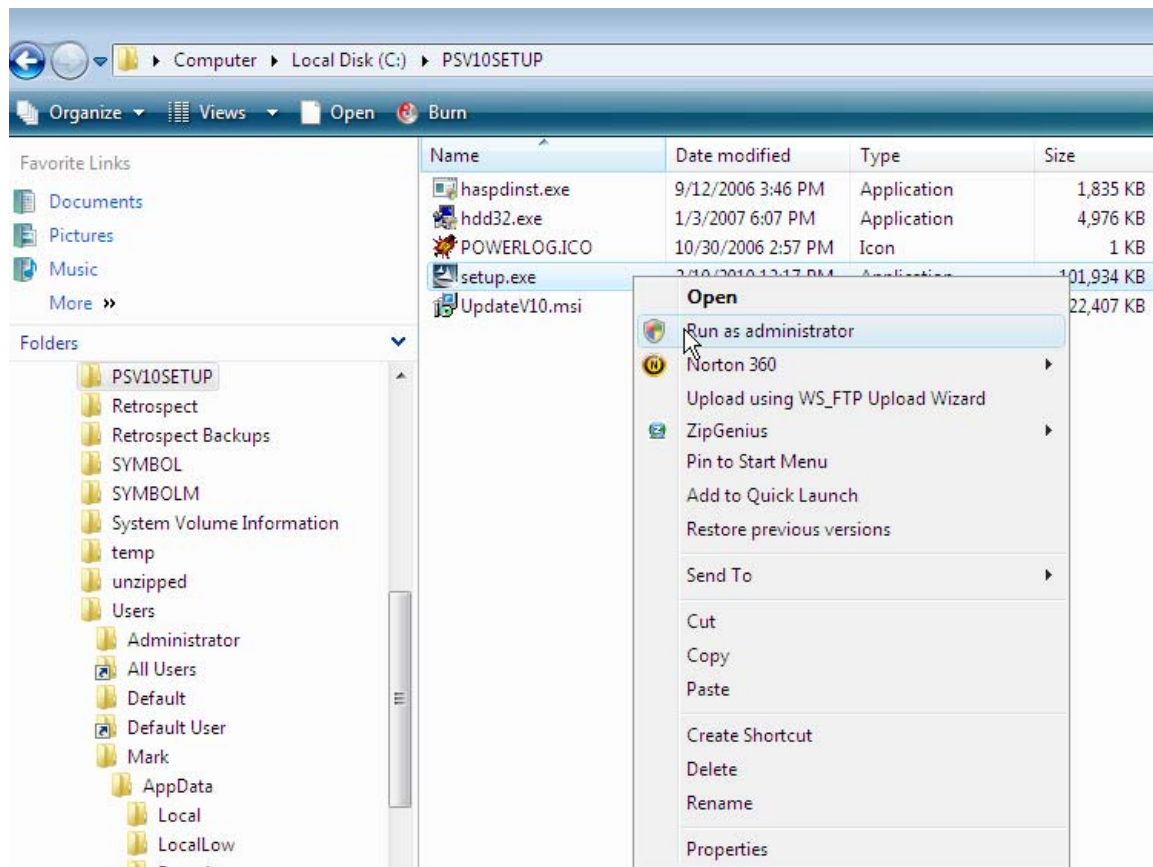 Computer Local Disk (C:) PSV10SETUP
Organize Views Open Burn
Favorite Links
Documents
Pictures
Music
More »
Folders
PSV10SETUP
Retrospect
Retrospect Backups
SYMBOL
SYMBOLM
System Volume Information
temp
unzipped
Users
Administrator
All Users
Default
Default User
Mark
AppData
Local
LocalLow
Name Date modified Type Size
haspdinst.exe 9/12/2006 3:46 PM Application 1,835 KB
hdd32.exe 1/3/2007 6:07 PM Application 4,976 KB
POWERLOG.ICO 10/30/2006 2:57 PM Icon 1 KB
setup.exe 101,934 KB
UpdateV10.msi 22,407 KB
Open
Run as administrator
Norton 360
Upload using WS_FTP Upload Wizard
ZipGenius
Pin to Start Menu
Add to Quick Launch
Restore previous versions
Send To
Cut
Copy
Paste
Create Shortcut
Delete
Rename
Properties